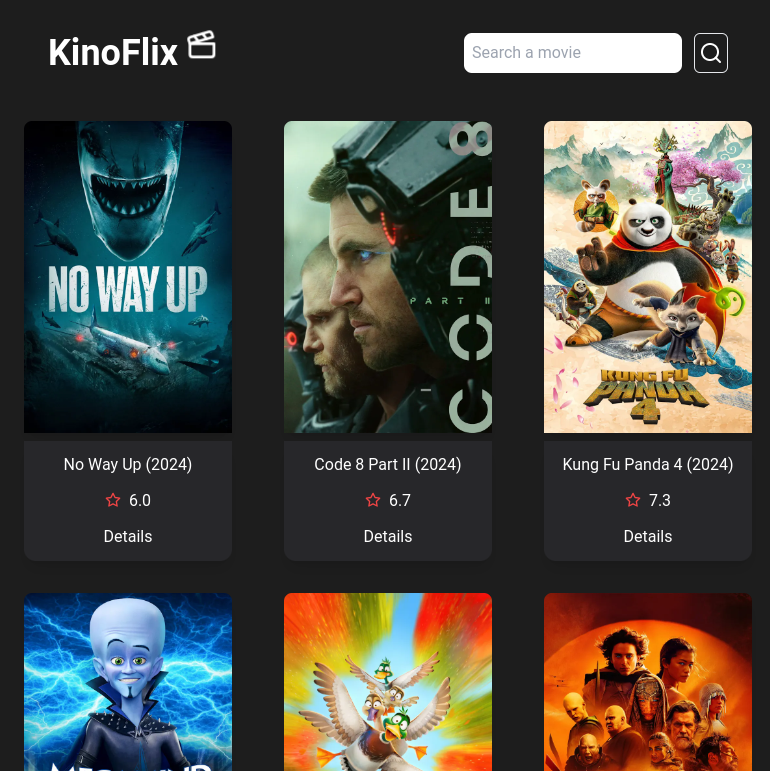 KinoFlix
Search a movie
NO WAY UP
CODE 8
PART II
KUNG FU
PANDA
4
No Way Up (2024)
Code 8 Part II (2024)
Kung Fu Panda 4 (2024)
6.0
6.7
7.3
Details
Details
Details